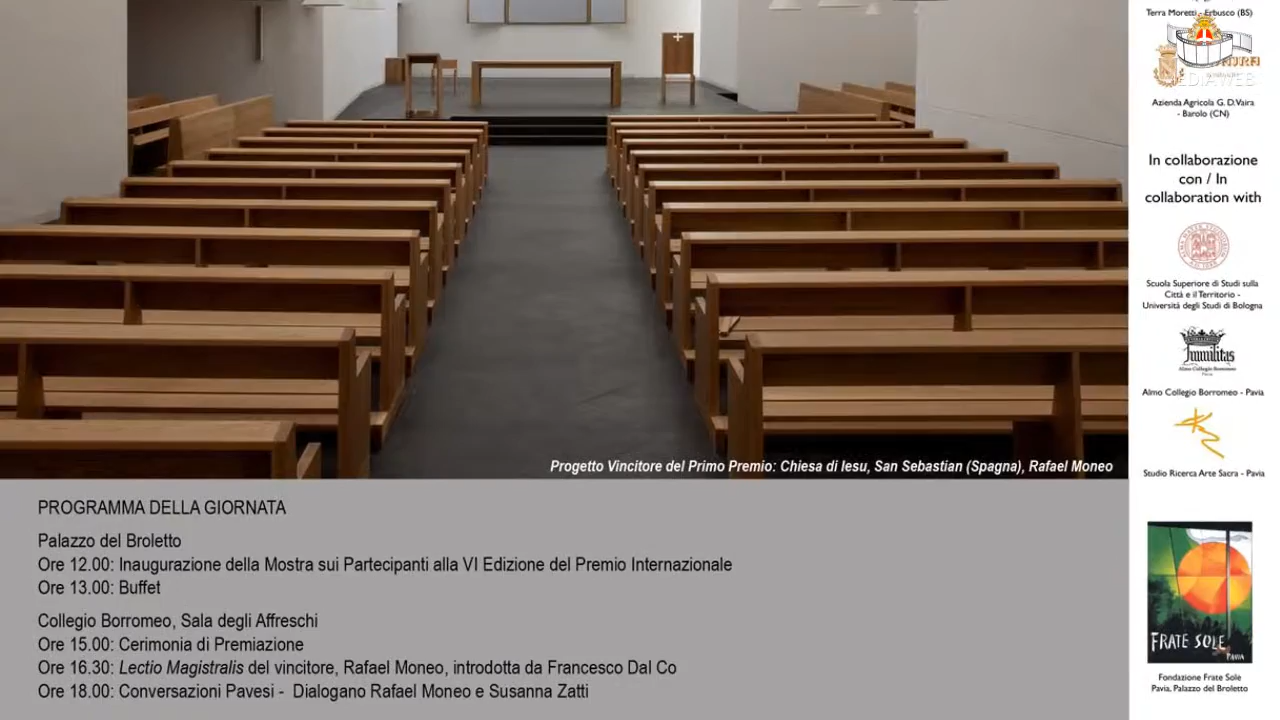 Progetto Vincitore del Primo Premio: Chiesa di Iesu, San Sebastian (Spagna), Rafael Moneo
PROGRAMMA DELLA GIORNATA
Palazzo del Broletto
Ore 12.00: Inaugurazione della Mostra sui Partecipanti alla VI Edizione del Premio Internazionale
Ore 13.00: Buffet
Collegio Borromeo, Sala degli Affreschi
Ore 15.00: Cerimonia di Premiazione
Ore 16.30: Lectio Magistralis del vincitore, Rafael Moneo, introdotta da Francesco Dal Co
Ore 18.00: Conversazioni Pavesi - Dialogano Rafael Moneo e Susanna Zatti
Terra Moretti - Erbusco (BS)
Azienda Agricola G. D. Vaira
- Barolo (CN)
In collaborazione
con / In
collaboration with
Scuola Superiore di Studi sulla
Città e il Territorio -
Università degli Studi di Bologna
humilitas
Almo Collegio Borromeo
Pavia
Almo Collegio Borromeo - Pavia
Studio Ricerca Arte Sacra - Pavia
FRATE SOLE
PAVIA
Fondazione Frate Sole
Pavia, Palazzo del Broletto